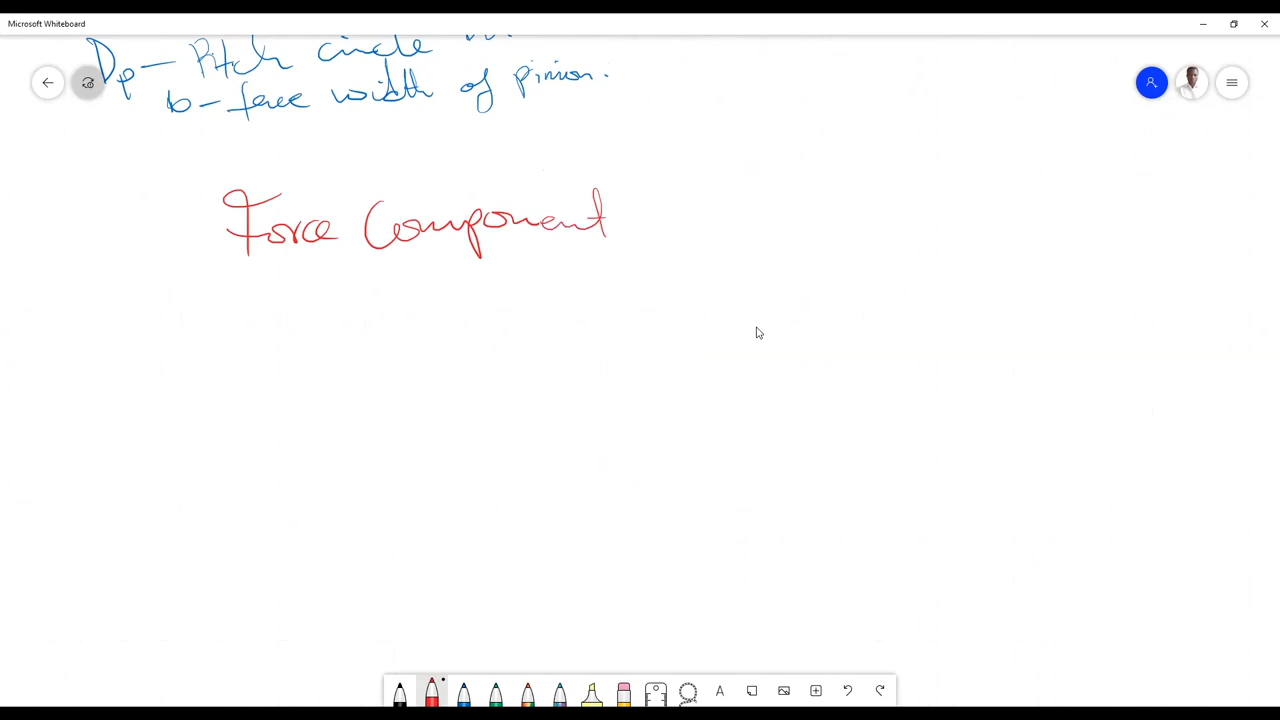 Microsoft Whiteboard
Dp - Pitch circle
b - face width of pinion.
Force Component
A